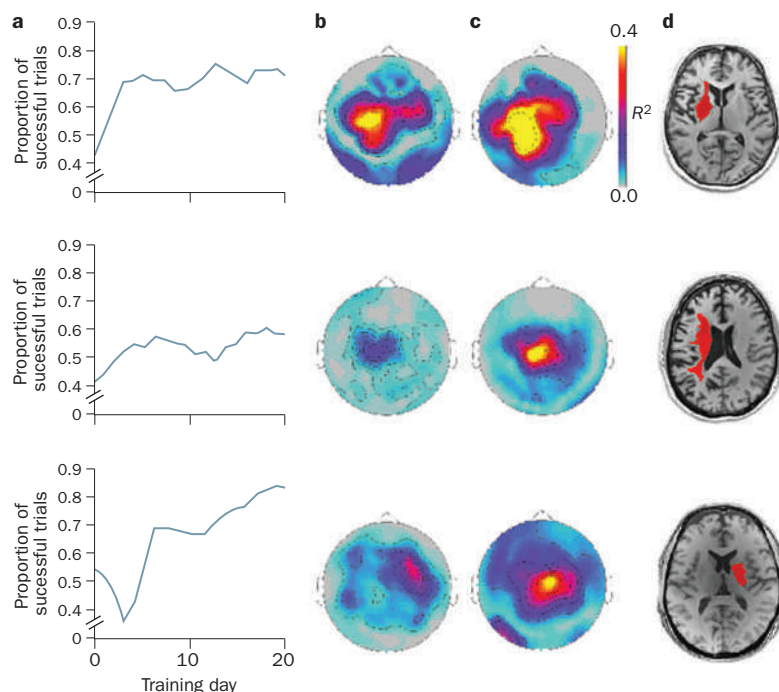 a
b
c
d
Proportion of
sucessful trials
0.9
0.8
0.7
0.6
0.5
0.4
0
0.4
R2
0.0
Proportion of
sucessful trials
0.9
0.8
0.7
0.6
0.5
0.4
0
Proportion of
sucessful trials
0.9
0.8
0.7
0.6
0.5
0.4
0
0
10
20
Training day